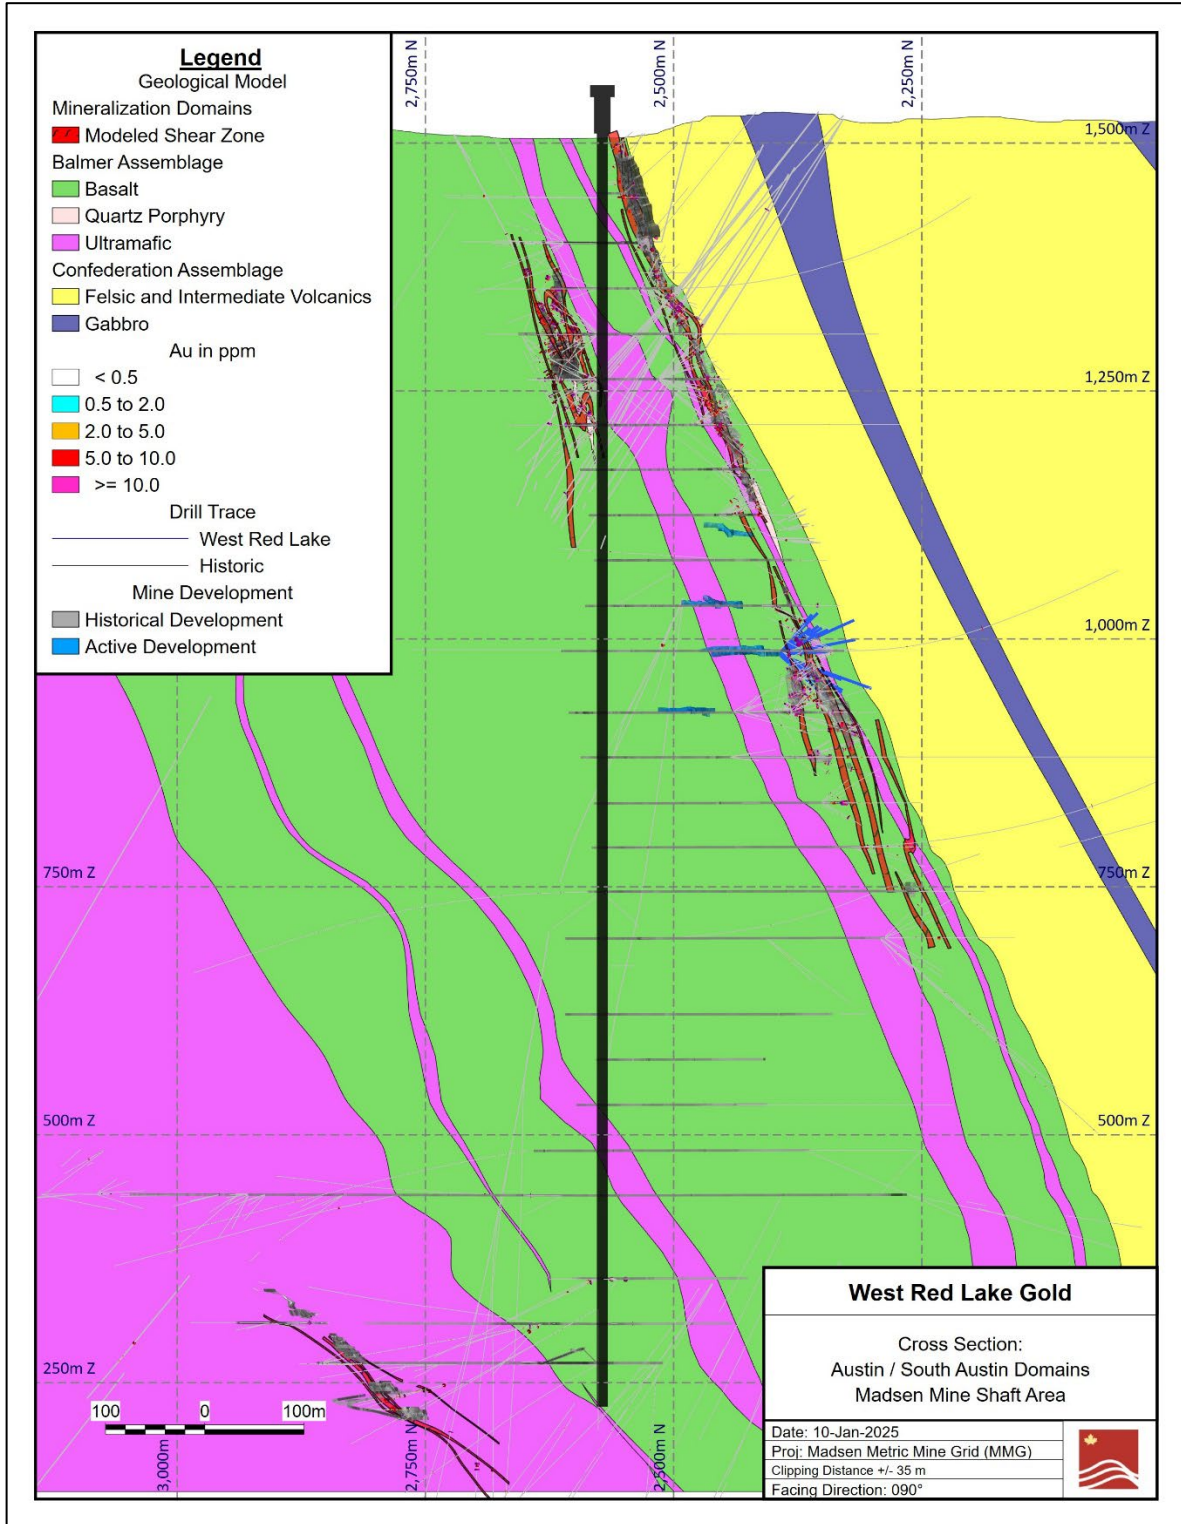 Legend
Geological Model
Mineralization Domains
Modeled Shear Zone
Balmer Assemblage
Basalt
Quartz Porphyry
Ultramafic
Confederation Assemblage
Felsic and Intermediate Volcanics
Gabbro
Au in ppm
< 0.5
0.5 to 2.0
2.0 to 5.0
5.0 to 10.0
>= 10.0
Drill Trace
West Red Lake
Historic
Mine Development
Historical Development
Active Development
2,750m N
2,500m N
2,250m N
1,500m Z
1,250m Z
1,000m Z
750m Z
750m Z
500m Z
500m Z
250m Z
100 0 100m
3,000m N
2,750m N
2,500m N
West Red Lake Gold
Cross Section:
Austin / South Austin Domains
Madsen Mine Shaft Area
Date: 10-Jan-2025
Proj: Madsen Metric Mine Grid (MMG)
Clipping Distance +/- 35 m
Facing Direction: 090°